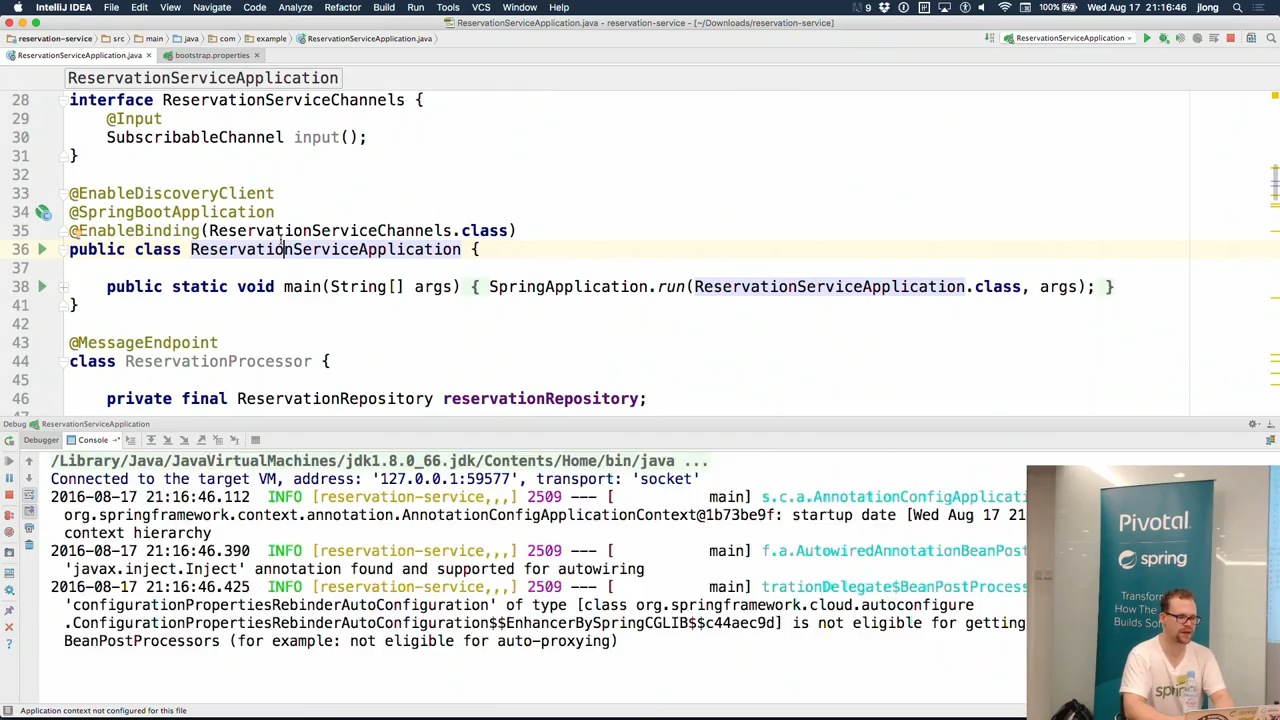 IntelliJ IDEA File Edit View Navigate Code Analyze Refactor Build Run Tools VCS Window Help 9 100% Wed Aug 17 21:16:46 jlong
ReservationServiceApplication.java - reservation-service - [~/Downloads/reservation-service]
reservation-service src main java com example ReservationServiceApplication.java ReservationServiceApplication
ReservationServiceApplication.java bootstrap.properties
ReservationServiceApplication
28 interface ReservationServiceChannels {
29 @Input
30 SubscribableChannel input();
31 }
32
33 @EnableDiscoveryClient
34 @SpringBootApplication
35 @EnableBinding(ReservationServiceChannels.class)
36 public class ReservationServiceApplication {
37
38 public static void main(String[] args) { SpringApplication.run(ReservationServiceApplication.class, args); }
41 }
42
43 @MessageEndpoint
44 class ReservationProcessor {
45
46 private final ReservationRepository reservationRepository;
47
Debug ReservationServiceApplication
Debugger Console
/Library/Java/JavaVirtualMachines/jdk1.8.0_66.jdk/Contents/Home/bin/java ...
Connected to the target VM, address: '127.0.0.1:59577', transport: 'socket'
2016-08-17 21:16:46.112 INFO [reservation-service,,,] 2509 --- [ main] s.c.a.AnnotationConfigApplicati
org.springframework.context.annotation.AnnotationConfigApplicationContext@1b73be9f: startup date [Wed Aug 17 21
context hierarchy
2016-08-17 21:16:46.390 INFO [reservation-service,,,] 2509 --- [ main] f.a.AutowiredAnnotationBeanPost
'javax.inject.Inject' annotation found and supported for autowiring
2016-08-17 21:16:46.425 INFO [reservation-service,,,] 2509 --- [ main] trationDelegate$BeanPostProcess
'configurationPropertiesRebinderAutoConfiguration' of type [class org.springframework.cloud.autoconfigure
.ConfigurationPropertiesRebinderAutoConfiguration$$EnhancerBySpringCGLIB$$c44aec9d] is not eligible for getting
BeanPostProcessors (for example: not eligible for auto-proxying)
Application context not configured for this file
Pivotal
spring
Transform
How The
Builds So
spring